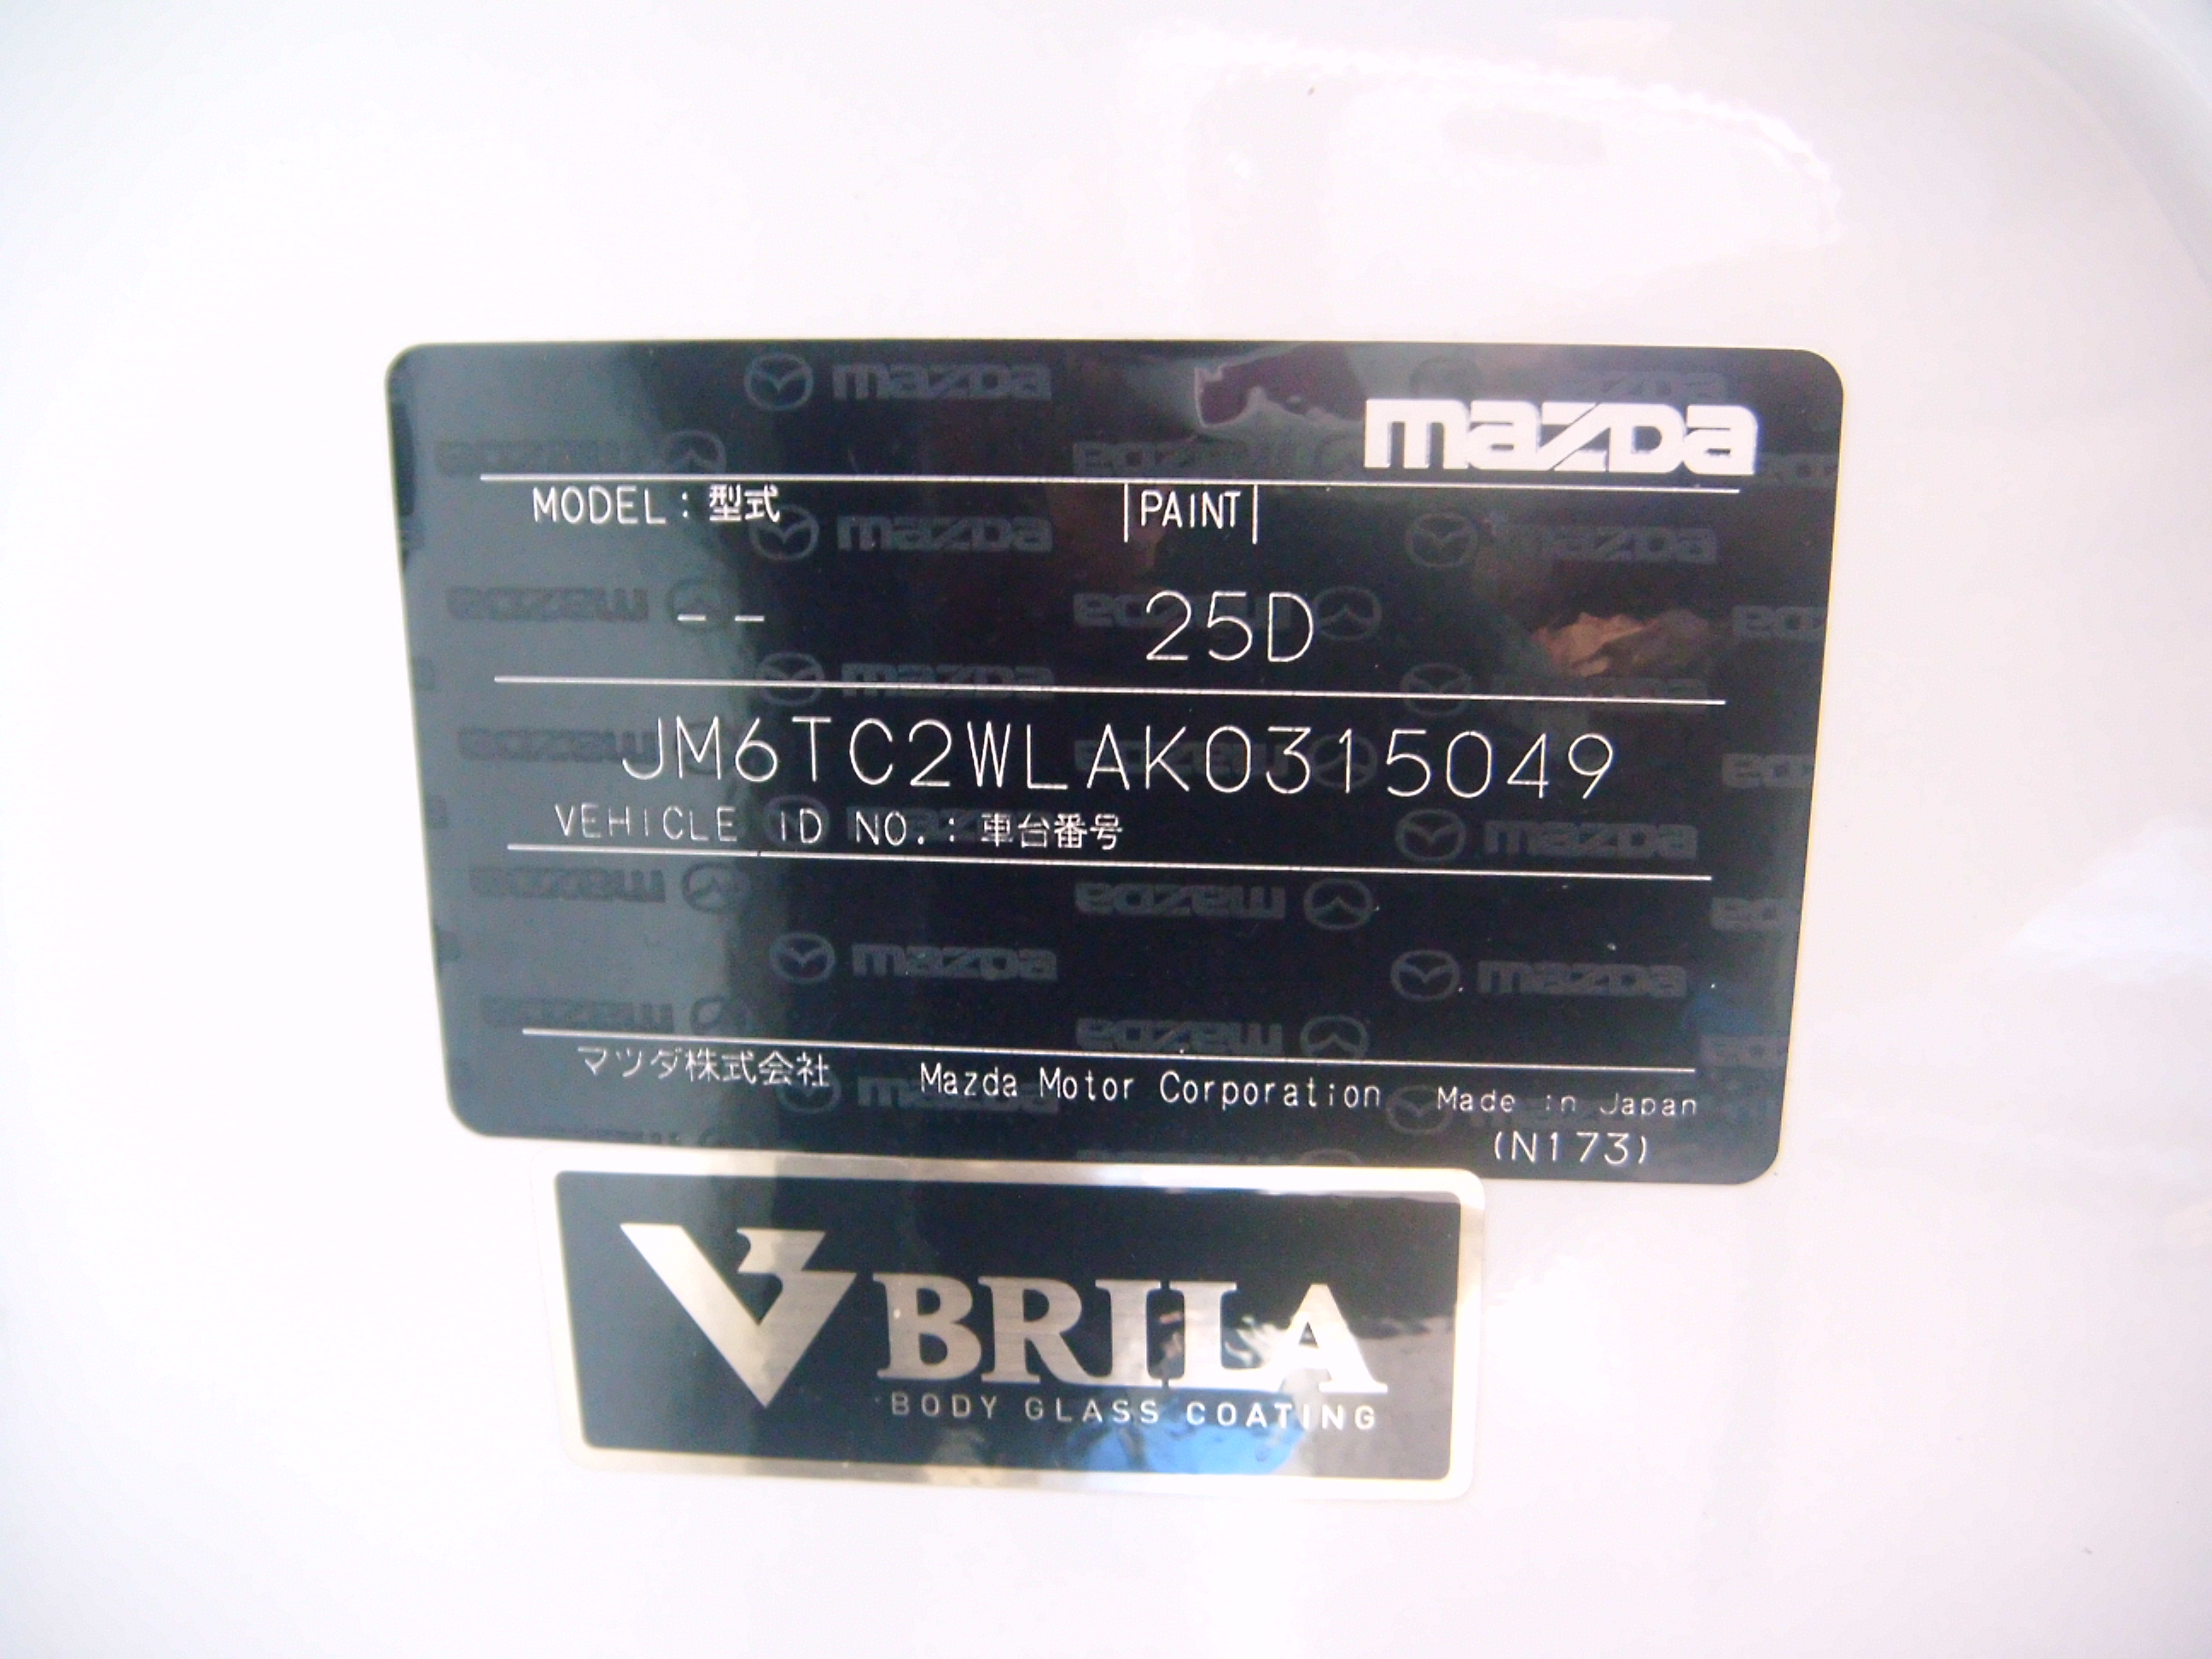 mazda
MODEL : 型式 PAINT
-- 25D
JM6TC2WLAK0315049
VEHICLE ID NO. : 車台番号
マツダ株式会社 Mazda Motor Corporation Made in Japan
(N173)
BRILA
BODY GLASS COATING